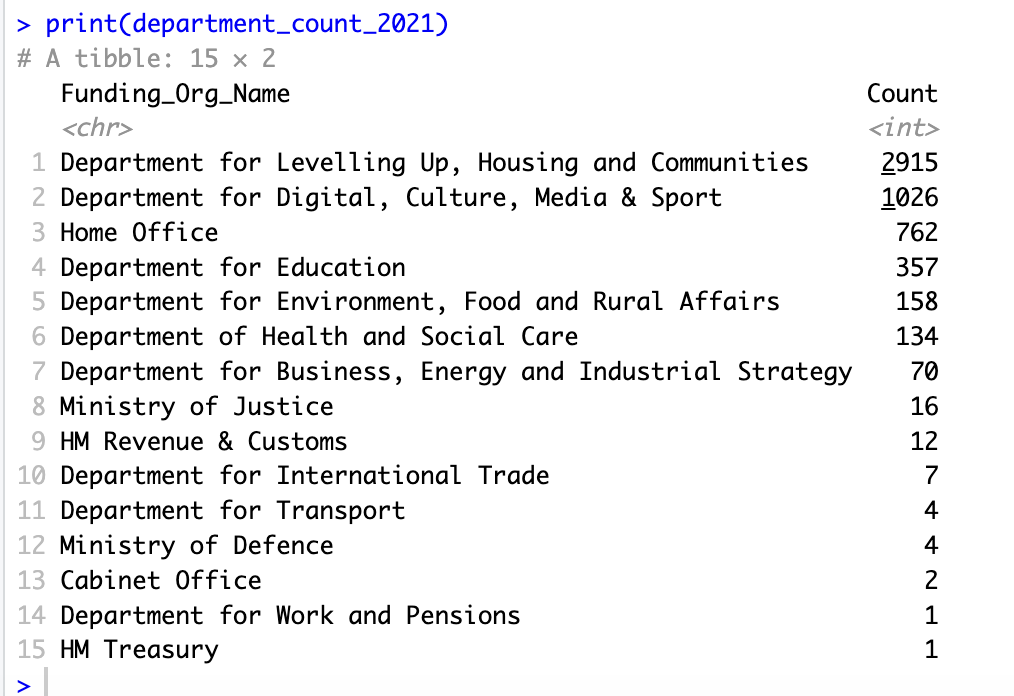 > print(department_count_2021)
# A tibble: 15 × 2
Funding_Org_Name Count
<chr> <int>
1 Department for Levelling Up, Housing and Communities 2915
2 Department for Digital, Culture, Media & Sport 1026
3 Home Office 762
4 Department for Education 357
5 Department for Environment, Food and Rural Affairs 158
6 Department of Health and Social Care 134
7 Department for Business, Energy and Industrial Strategy 70
8 Ministry of Justice 16
9 HM Revenue & Customs 12
10 Department for International Trade 7
11 Department for Transport 4
12 Ministry of Defence 4
13 Cabinet Office 2
14 Department for Work and Pensions 1
15 HM Treasury 1
>